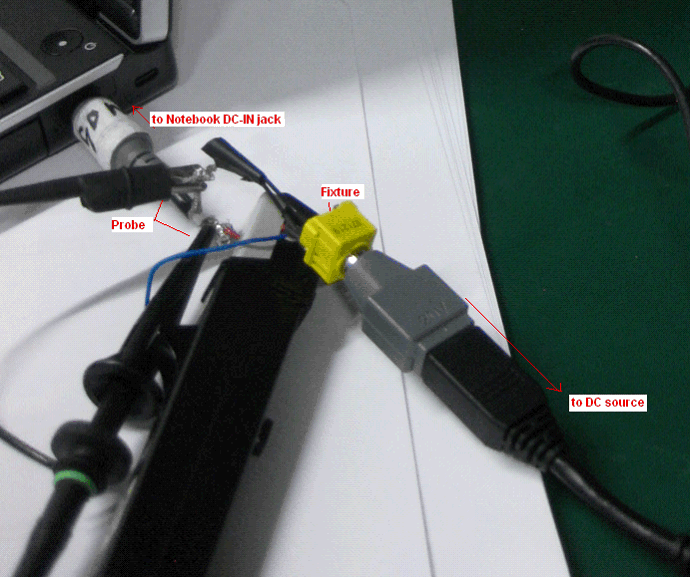 to Notebook DC-IN jack
Fixture
Probe
to DC source